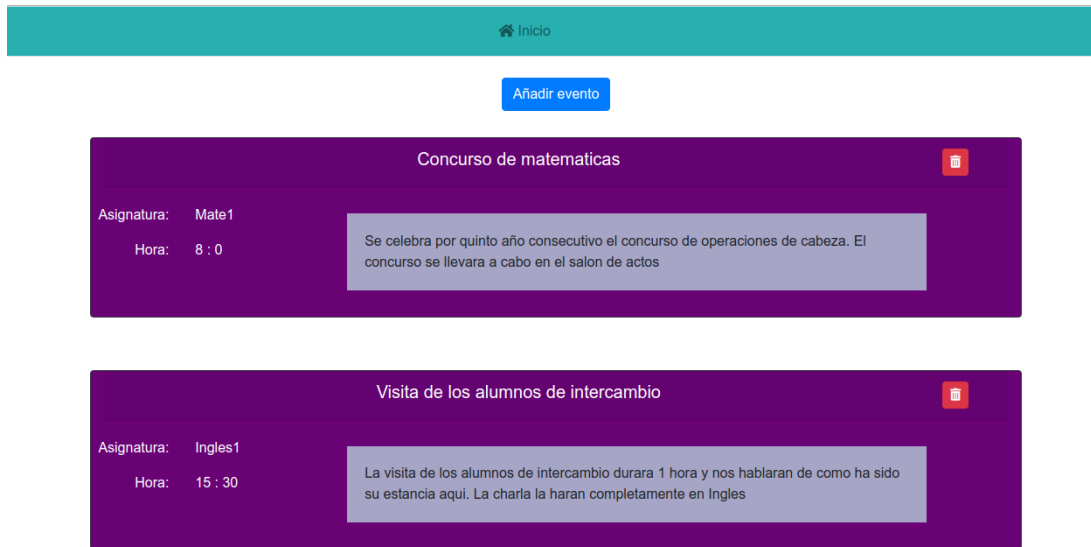 Inicio
Añadir evento
Concurso de matematicas
Asignatura: Mate1
Hora: 8 : 0
Se celebra por quinto año consecutivo el concurso de operaciones de cabeza. El
concurso se llevara a cabo en el salon de actos
Visita de los alumnos de intercambio
Asignatura: Ingles1
Hora: 15 : 30
La visita de los alumnos de intercambio durara 1 hora y nos hablaran de como ha sido
su estancia aqui. La charla la haran completamente en Ingles